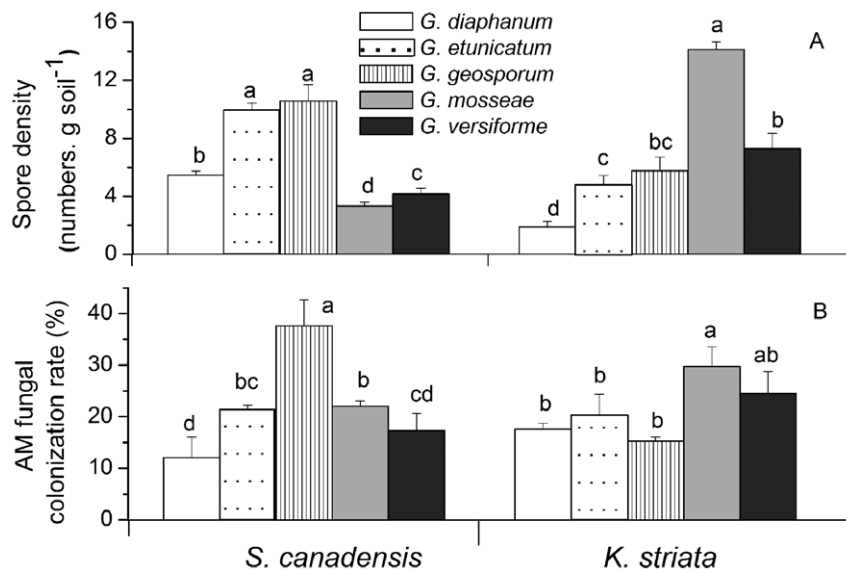 16
12
8
4
0
Spore density
(numbers. g soil⁻¹)
G. diaphanum
G. etunicatum
G. geosporum
G. mosseae
G. versiforme
A
b
a
a
d
c
d
c
bc
a
b
40
30
20
10
0
AM fungal
colonization rate (%)
B
d
bc
a
b
cd
b
b
b
a
ab
S. canadensis
K. striata